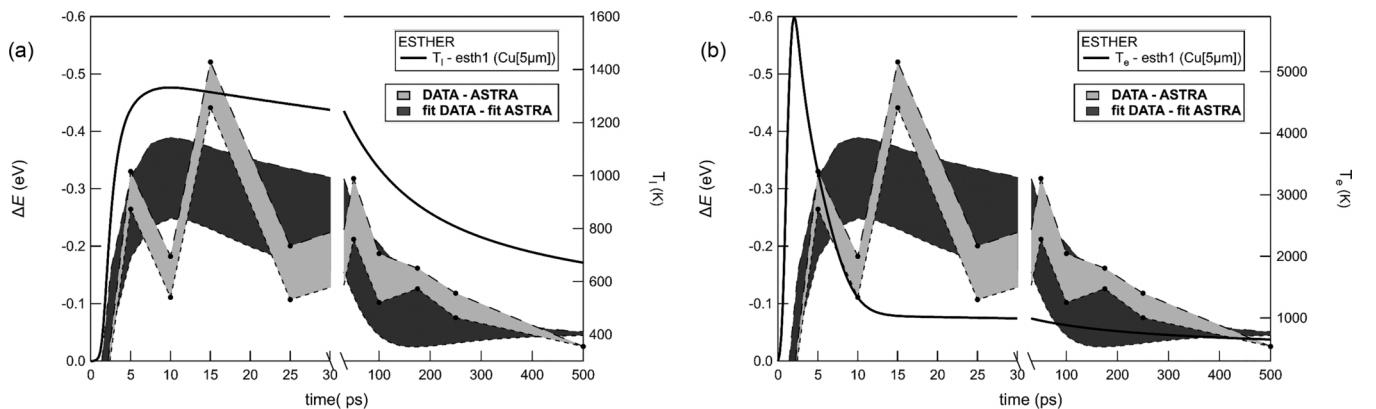 (a)
-0.6
-0.5
-0.4
-0.3
-0.2
-0.1
0.0
ΔE (eV)
1600
1400
1200
1000
800
600
400
T_l (K)
ESTHER
T_l - esth1 (Cu[5µm])
DATA - ASTRA
fit DATA - fit ASTRA
0 5 10 15 20 25 30 100 200 300 400 500
time( ps)
(b)
-0.6
-0.5
-0.4
-0.3
-0.2
-0.1
-0.0
ΔE (eV)
5000
4000
3000
2000
1000
T_e (K)
ESTHER
T_e - esth1 (Cu[5µm])
DATA - ASTRA
fit DATA - fit ASTRA
0 5 10 15 20 25 30 100 200 300 400 500
time (ps)